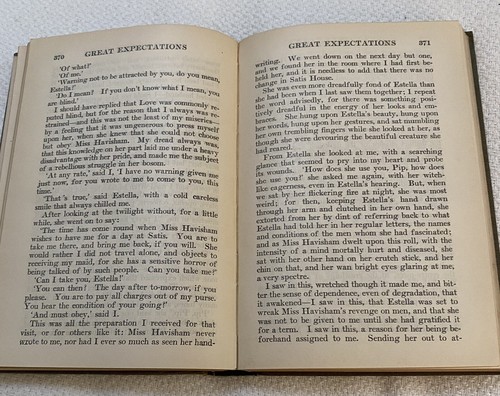 370
GREAT EXPECTATIONS
'Of what?'
'Of me.'
'Warning not to be attracted by you, do you mean,
Estella?'
'Do I mean? If you don't know what I mean, you
are blind.'
I should have replied that Love was commonly re-
puted blind, but for the reason that I always was re-
strained—and this was not the least of my miseries—
by a feeling that it was ungenerous to press myself
upon her, when she knew that she could not choose
but obey Miss Havisham. My dread always was,
that this knowledge on her part laid me under a heavy
disadvantage with her pride, and made me the subject
of a rebellious struggle in her bosom.
'At any rate,' said I, 'I have no warning given me
just now, for you wrote to me to come to you, this
time.'
'That's true,' said Estella, with a cold careless
smile that always chilled me.
After looking at the twilight without, for a little
while, she went on to say:
'The time has come round when Miss Havisham
wishes to have me for a day at Satis. You are to
take me there, and bring me back, if you will. She
would rather I did not travel alone, and objects to
receiving my maid, for she has a sensitive horror of
being talked of by such people. Can you take me?'
'Can I take you, Estella!'
'You can then! The day after to-morrow, if you
please. You are to pay all charges out of my purse.
You hear the condition of your going?'
'And must obey,' said I.
This was all the preparation I received for that
visit, or for others like it: Miss Havisham never
wrote to me, nor had I ever so much as seen her hand-
GREAT EXPECTATIONS
371
writing. We went down on the next day but one,
and we found her in the room where I had first be-
held her, and it is needless to add that there was no
change in Satis House.
She was even more dreadfully fond of Estella than
she had been when I last saw them together; I repeat
the word advisedly, for there was something posi-
tively dreadful in the energy of her looks and em-
braces. She hung upon Estella's beauty, hung upon
her words, hung upon her gestures, and sat mumbling
her own trembling fingers while she looked at her, as
though she were devouring the beautiful creature she
had reared.
From Estella she looked at me, with a searching
glance that seemed to pry into my heart and probe
its wounds. 'How does she use you, Pip, how does
she use you?' she asked me again, with her witch-
like eagerness, even in Estella's hearing. But, when
we sat by her flickering fire at night, she was most
weird; for then, keeping Estella's hand drawn
through her arm and clutched in her own hand, she
extorted from her by dint of referring back to what
Estella had told her in her regular letters, the names
and conditions of the men whom she had fascinated;
and as Miss Havisham dwelt upon this roll, with the
intensity of a mind mortally hurt and diseased, she
sat with her other hand on her crutch stick, and her
chin on that, and her wan bright eyes glaring at me,
a very spectre.
I saw in this, wretched though it made me, and bit-
ter the sense of dependence, even of degradation, that
it awakened—I saw in this, that Estella was set to
wreak Miss Havisham's revenge on men, and that she
was not to be given to me until she had gratified it
for a term. I saw in this, a reason for her being be-
forehand assigned to me. Sending her out to at-